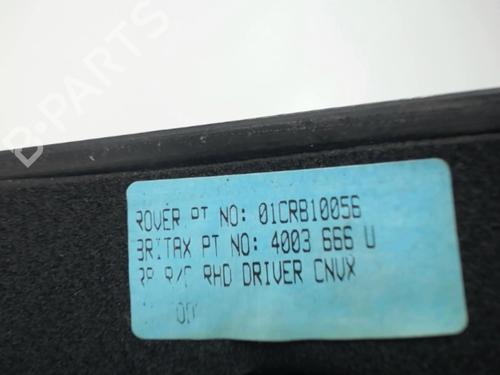 B-PARTS
ROVER PT NO: 01CRB10056
BRITAX PT NO: 4003 666 U
RHD DRIVER CNVX